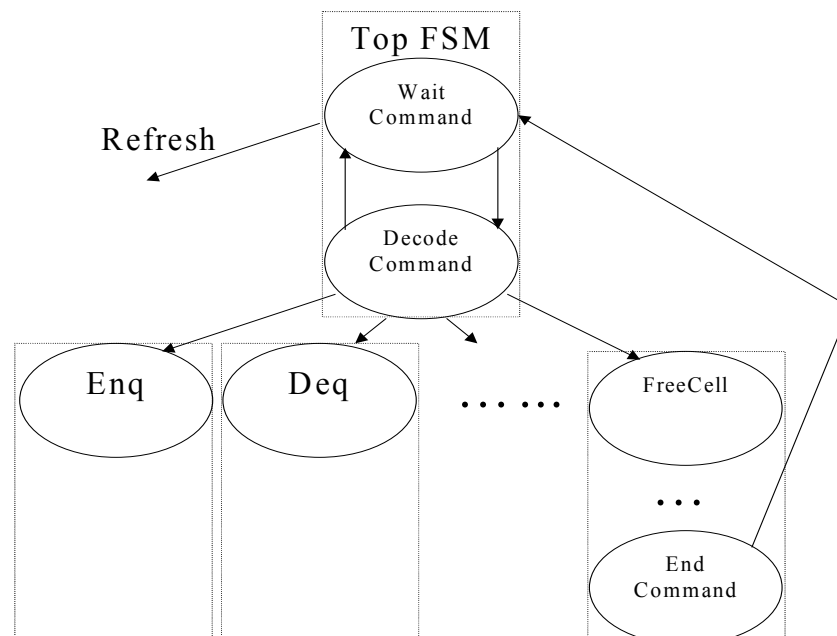 Top FSM
Wait
Command
Refresh
Decode
Command
Enq
Deq
... ...
FreeCell
...
End
Command